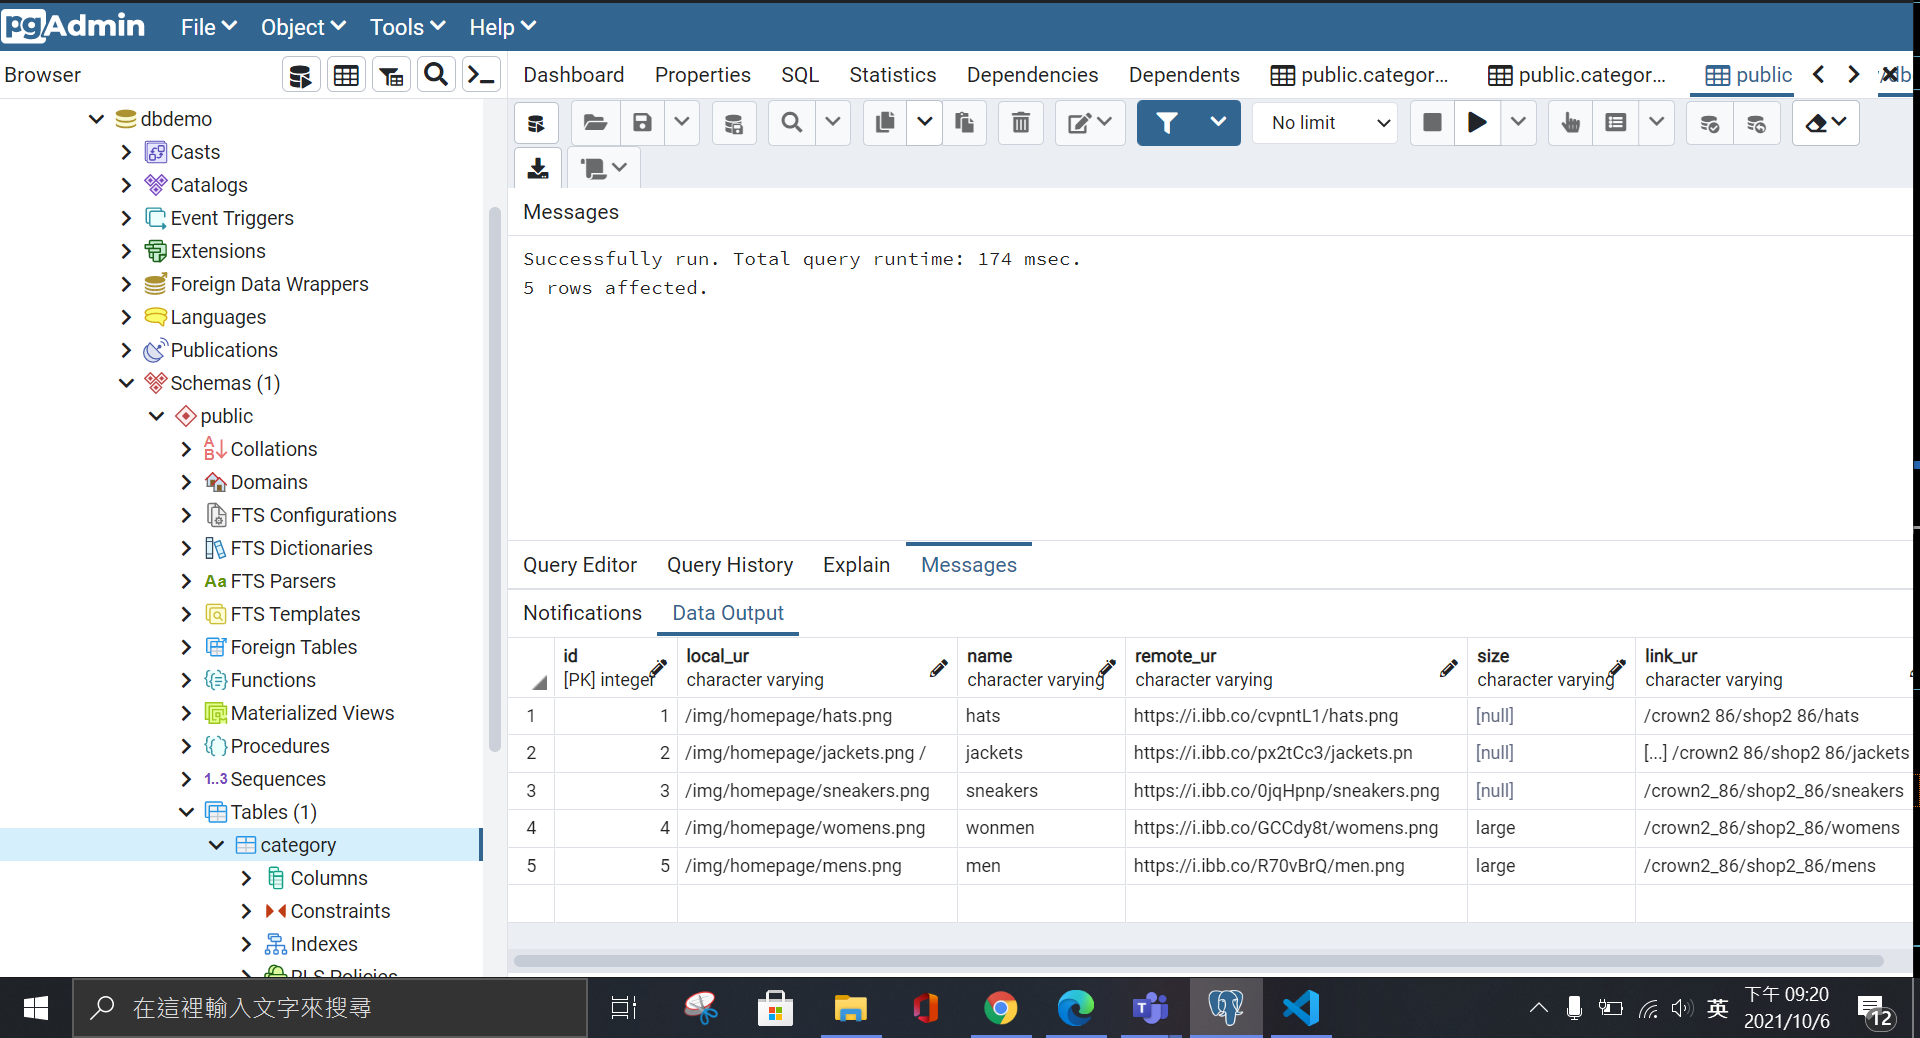 pgAdmin File Object Tools Help
Browser
Dashboard Properties SQL Statistics Dependencies Dependents public.categor... public.categor... public
No limit
dbdemo
Casts
Catalogs
Event Triggers
Extensions
Foreign Data Wrappers
Languages
Publications
Schemas (1)
public
Collations
Domains
FTS Configurations
FTS Dictionaries
Aa FTS Parsers
FTS Templates
Foreign Tables
Functions
Materialized Views
Procedures
1..3 Sequences
Tables (1)
category
Columns
Constraints
Indexes
RLS Policies
Messages
Successfully run. Total query runtime: 174 msec.
5 rows affected.
Query Editor Query History Explain Messages
Notifications Data Output
id local_ur name remote_ur size link_ur
[PK] integer character varying character varying character varying character varying character varying
1 1 /img/homepage/hats.png hats https://i.ibb.co/cvpntL1/hats.png [null] /crown2 86/shop2 86/hats
2 2 /img/homepage/jackets.png / jackets https://i.ibb.co/px2tCc3/jackets.pn [null] [...] /crown2 86/shop2 86/jackets
3 3 /img/homepage/sneakers.png sneakers https://i.ibb.co/0jqHpnp/sneakers.png [null] /crown2_86/shop2_86/sneakers
4 4 /img/homepage/womens.png wonmen https://i.ibb.co/GCCdy8t/womens.png large /crown2_86/shop2_86/womens
5 5 /img/homepage/mens.png men https://i.ibb.co/R70vBrQ/men.png large /crown2_86/shop2_86/mens
在這裡輸入文字來搜尋
英
下午 09:20
2021/10/6
12